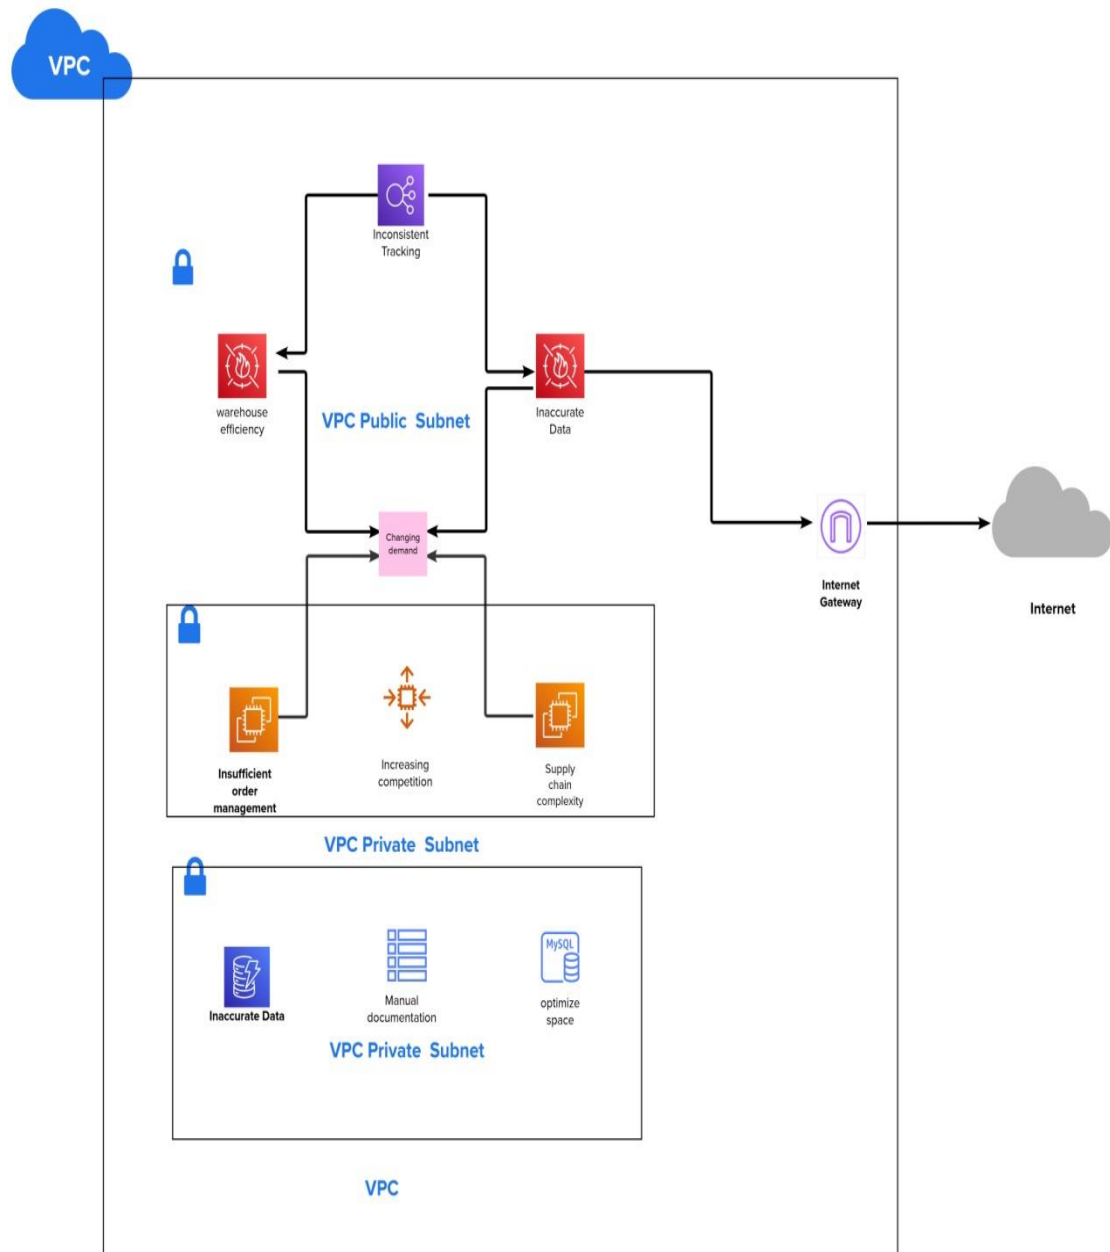 VPC
Inconsistent
Tracking
warehouse
efficiency
VPC Public Subnet
Inaccurate
Data
Changing
demand
Internet
Gateway
Internet
Insufficient
order
management
Increasing
competition
Supply
chain
complexity
VPC Private Subnet
Inaccurate Data
Manual
documentation
MySQL
optimize
space
VPC Private Subnet
VPC